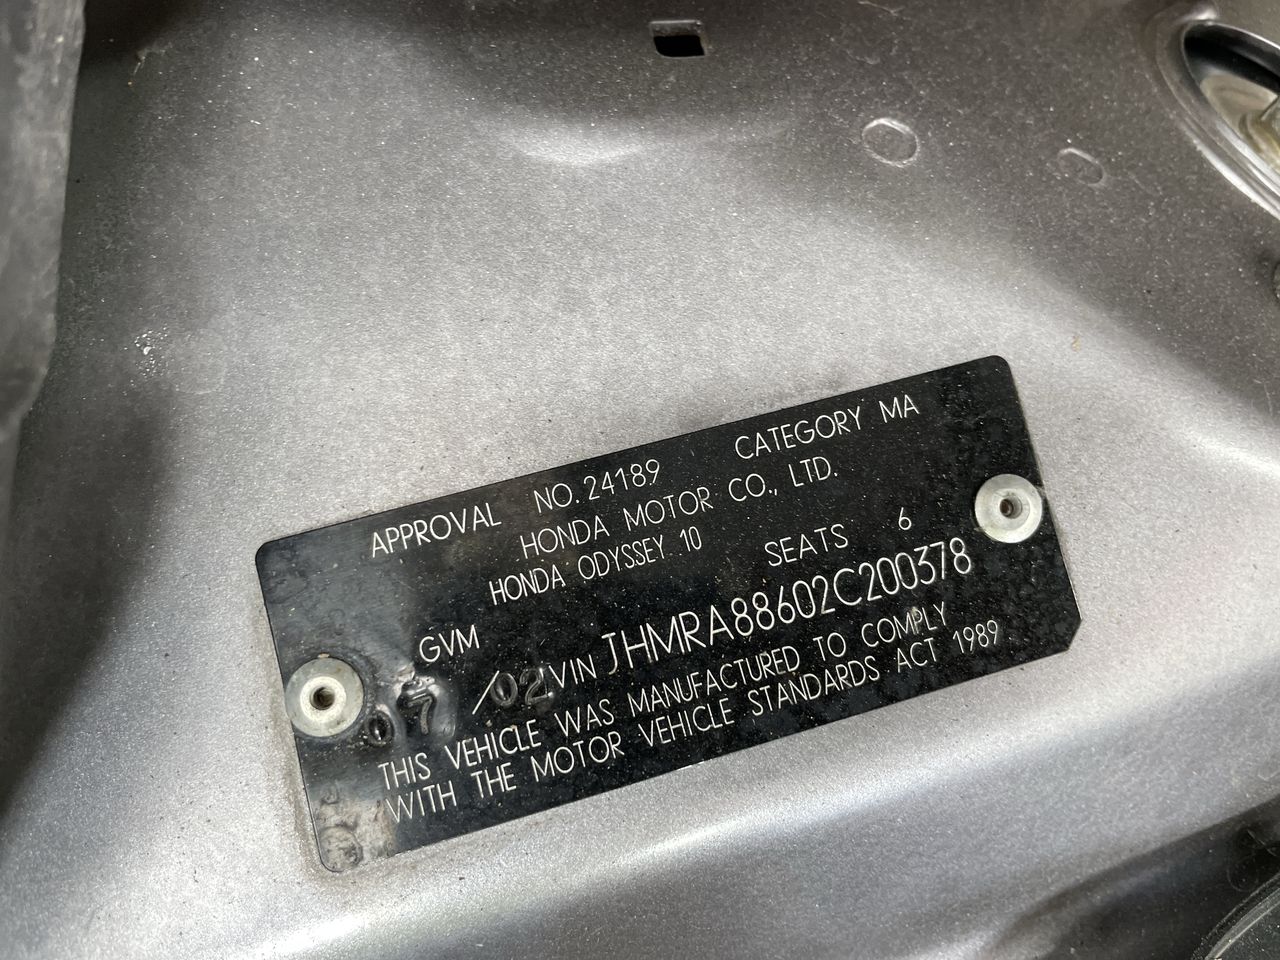 APPROVAL NO. 24189 CATEGORY MA
HONDA MOTOR CO., LTD.
HONDA ODYSSEY 10
SEATS 6
GVM
07/02 VIN JHMRA88602C200378
THIS VEHICLE WAS MANUFACTURED TO COMPLY
WITH THE MOTOR VEHICLE STANDARDS ACT 1989